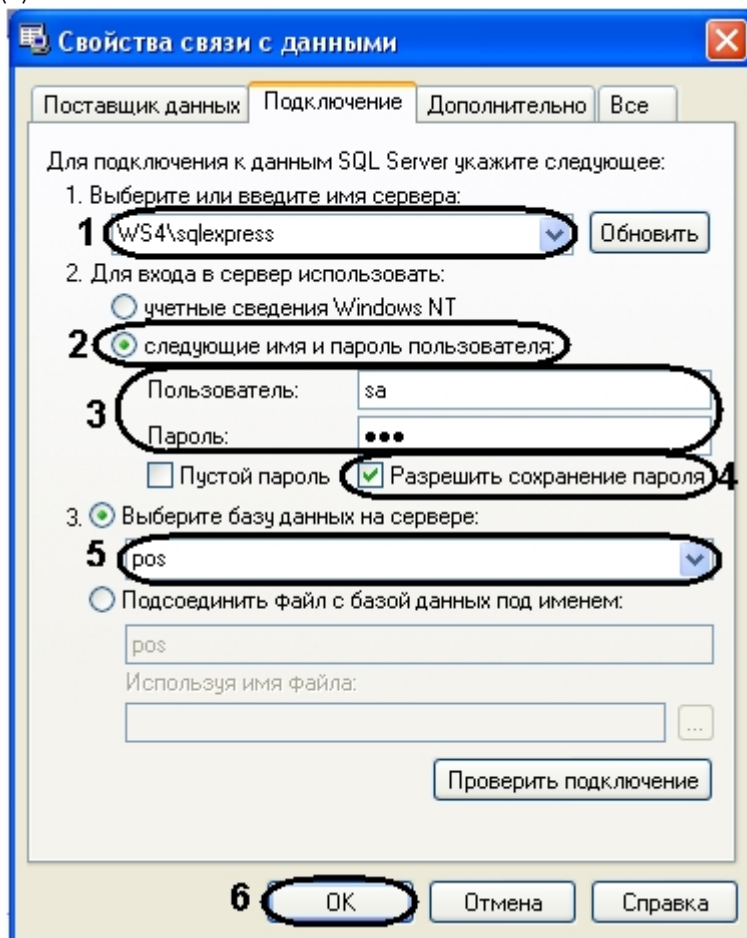 Свойства связи с данными
Поставщик данных Подключение Дополнительно Все
Для подключения к данным SQL Server укажите следующее:
1. Выберите или введите имя сервера:
1 WS4\sqlexpress Обновить
2. Для входа в сервер использовать:
учетные сведения Windows NT
2 следующие имя и пароль пользователя:
3 Пользователь: sa
Пароль: ●●●
Пустой пароль Разрешить сохранение пароля 4
3. Выберите базу данных на сервере:
5 pos
Подсоединить файл с базой данных под именем:
pos
Используя имя файла:
...
Проверить подключение
6 OK Отмена Справка